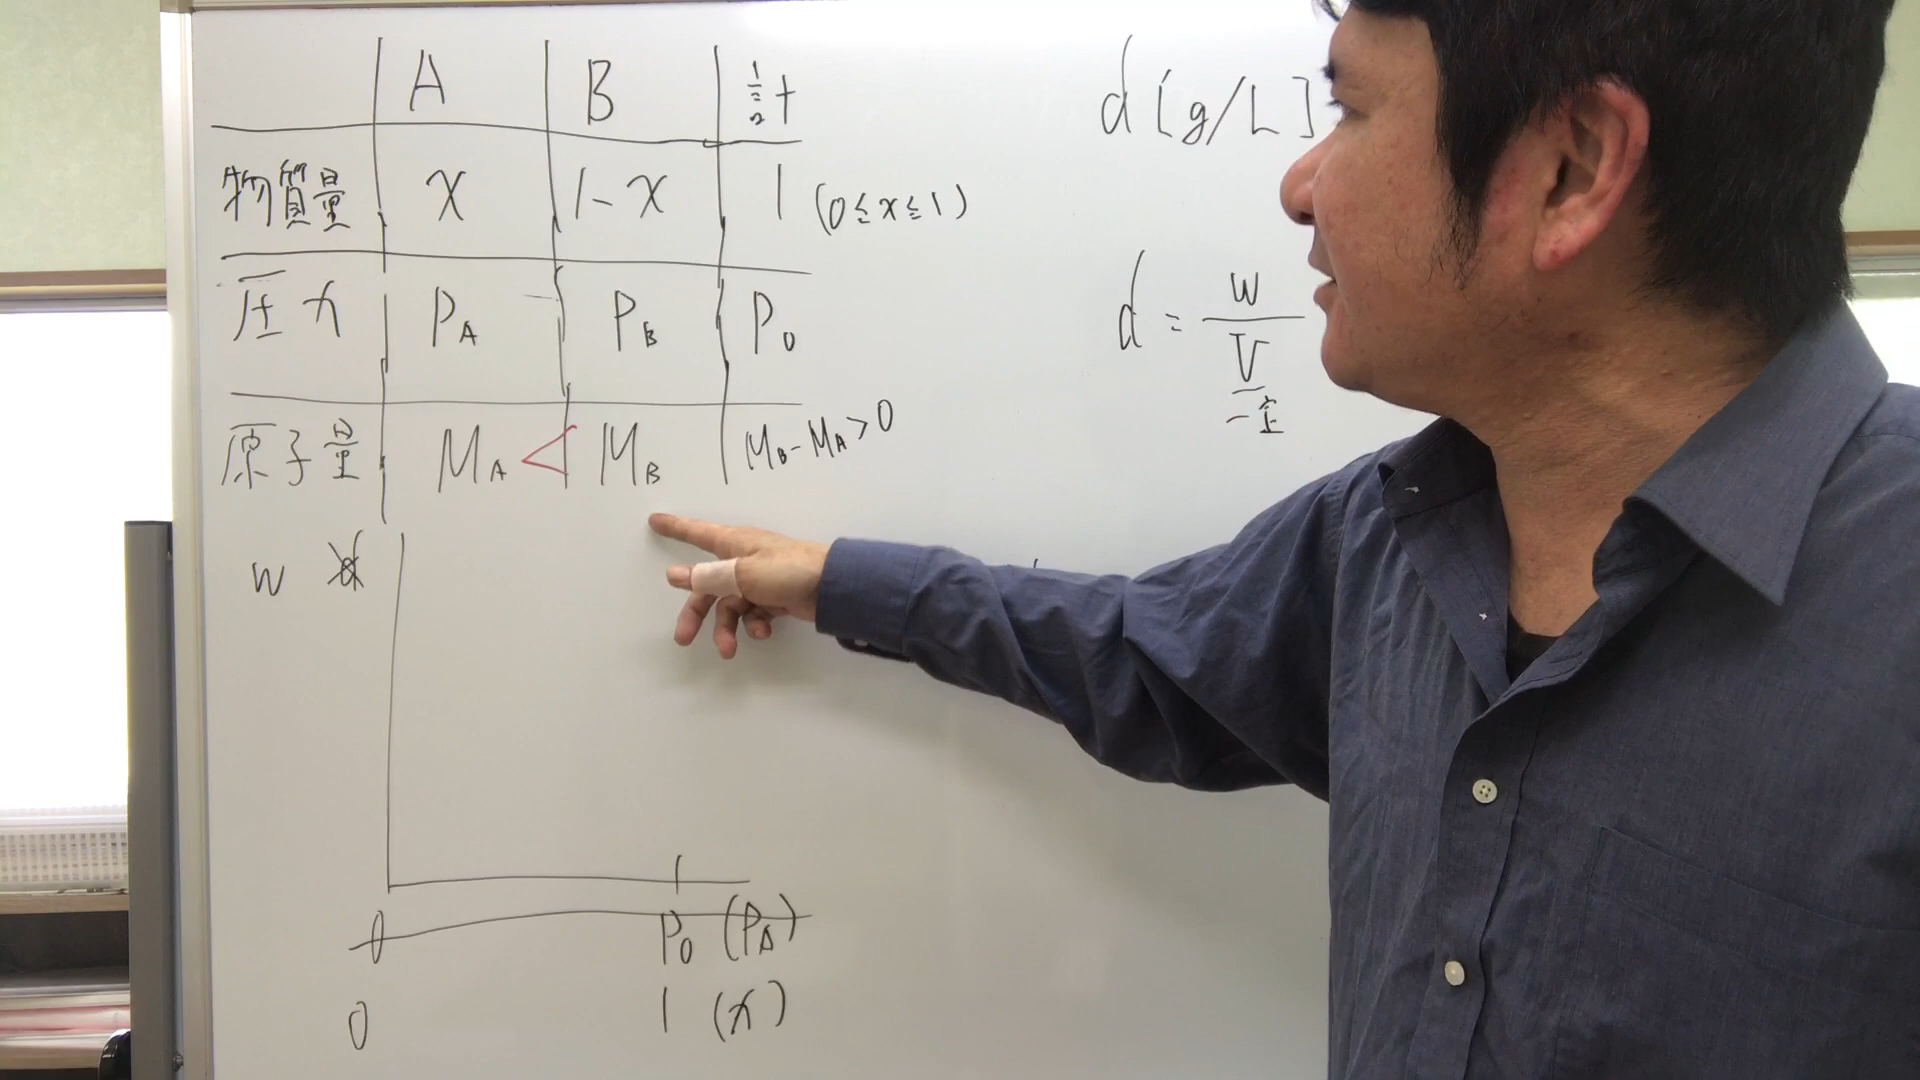 A B 計
物質量 x 1-x 1 (0≦x≦1)
圧力 PA PB P0
原子量 MA < MB MB-MA>0
w d
0 P0 (PA)
0 1 (x)
d [g/L]
d = w/V
一定